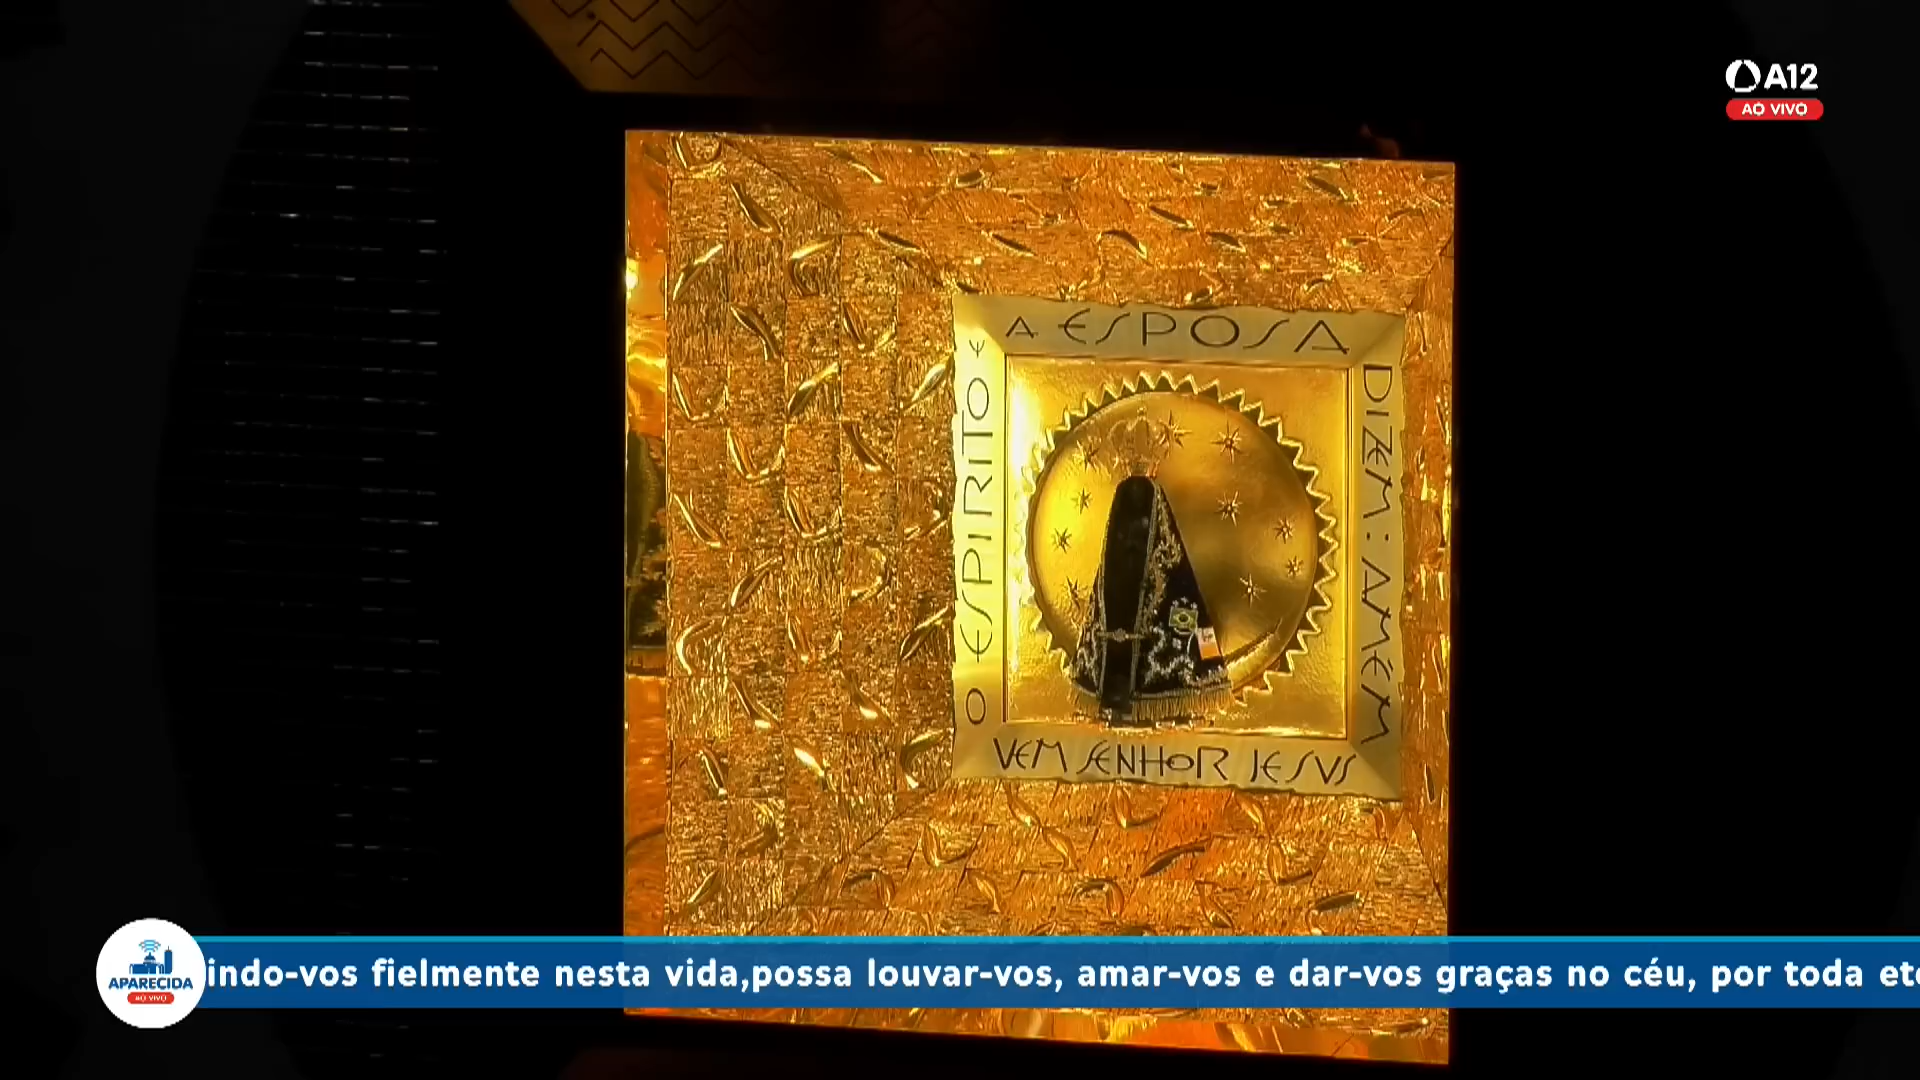 A12
AO VIVO
O ESPIRITO E
A ESPOSA
DIZEM: AMÉM
VEM SENHOR JESUS
APARECIDA
AO VIVO
indo-vos fielmente nesta vida,possa louvar-vos, amar-vos e dar-vos graças no céu, por toda ete